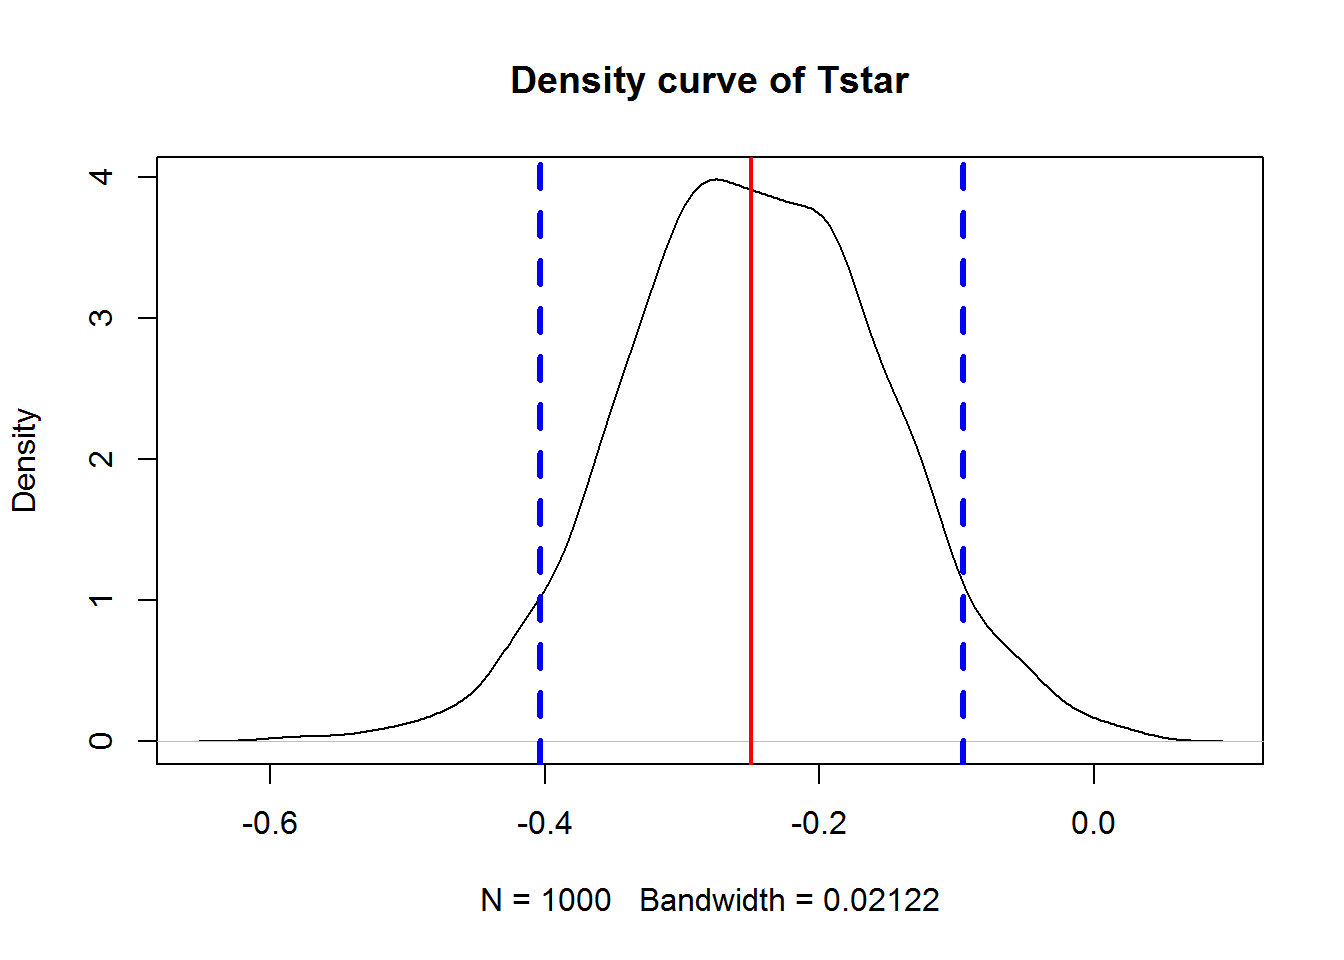 Density curve of Tstar
Density
4
3
2
1
0
-0.6 -0.4 -0.2 0.0
N = 1000 Bandwidth = 0.02122